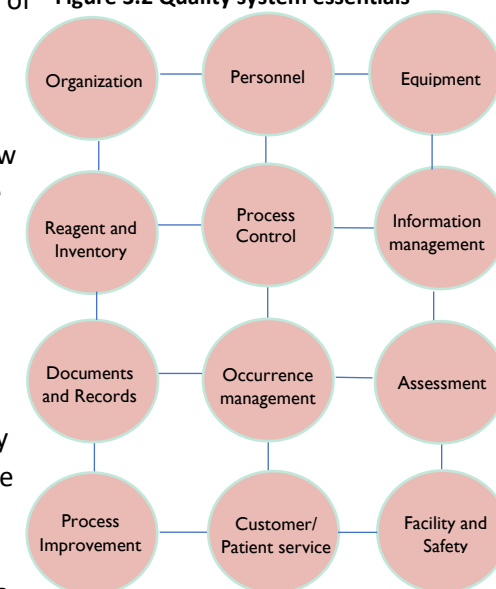 of
Figure 3.2 Quality system essentials
Organization
Personnel
Equipment
w
Reagent and
Inventory
Process
Control
Information
management
Documents
and Records
Occurrence
management
Assessment
y
e
Process
Improvement
Customer/
Patient service
Facility and
Safety